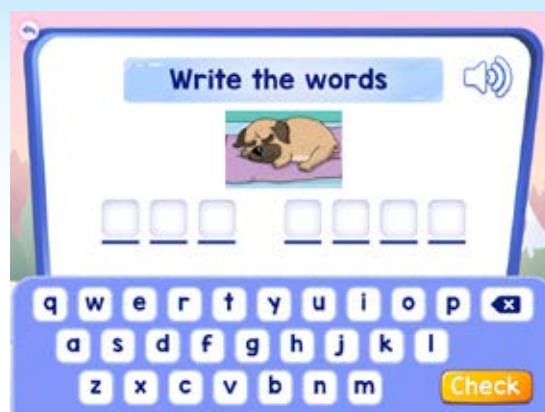 Write the words
q w e r t y u i o p
a s d f g h j k l
z x c v b n m Check